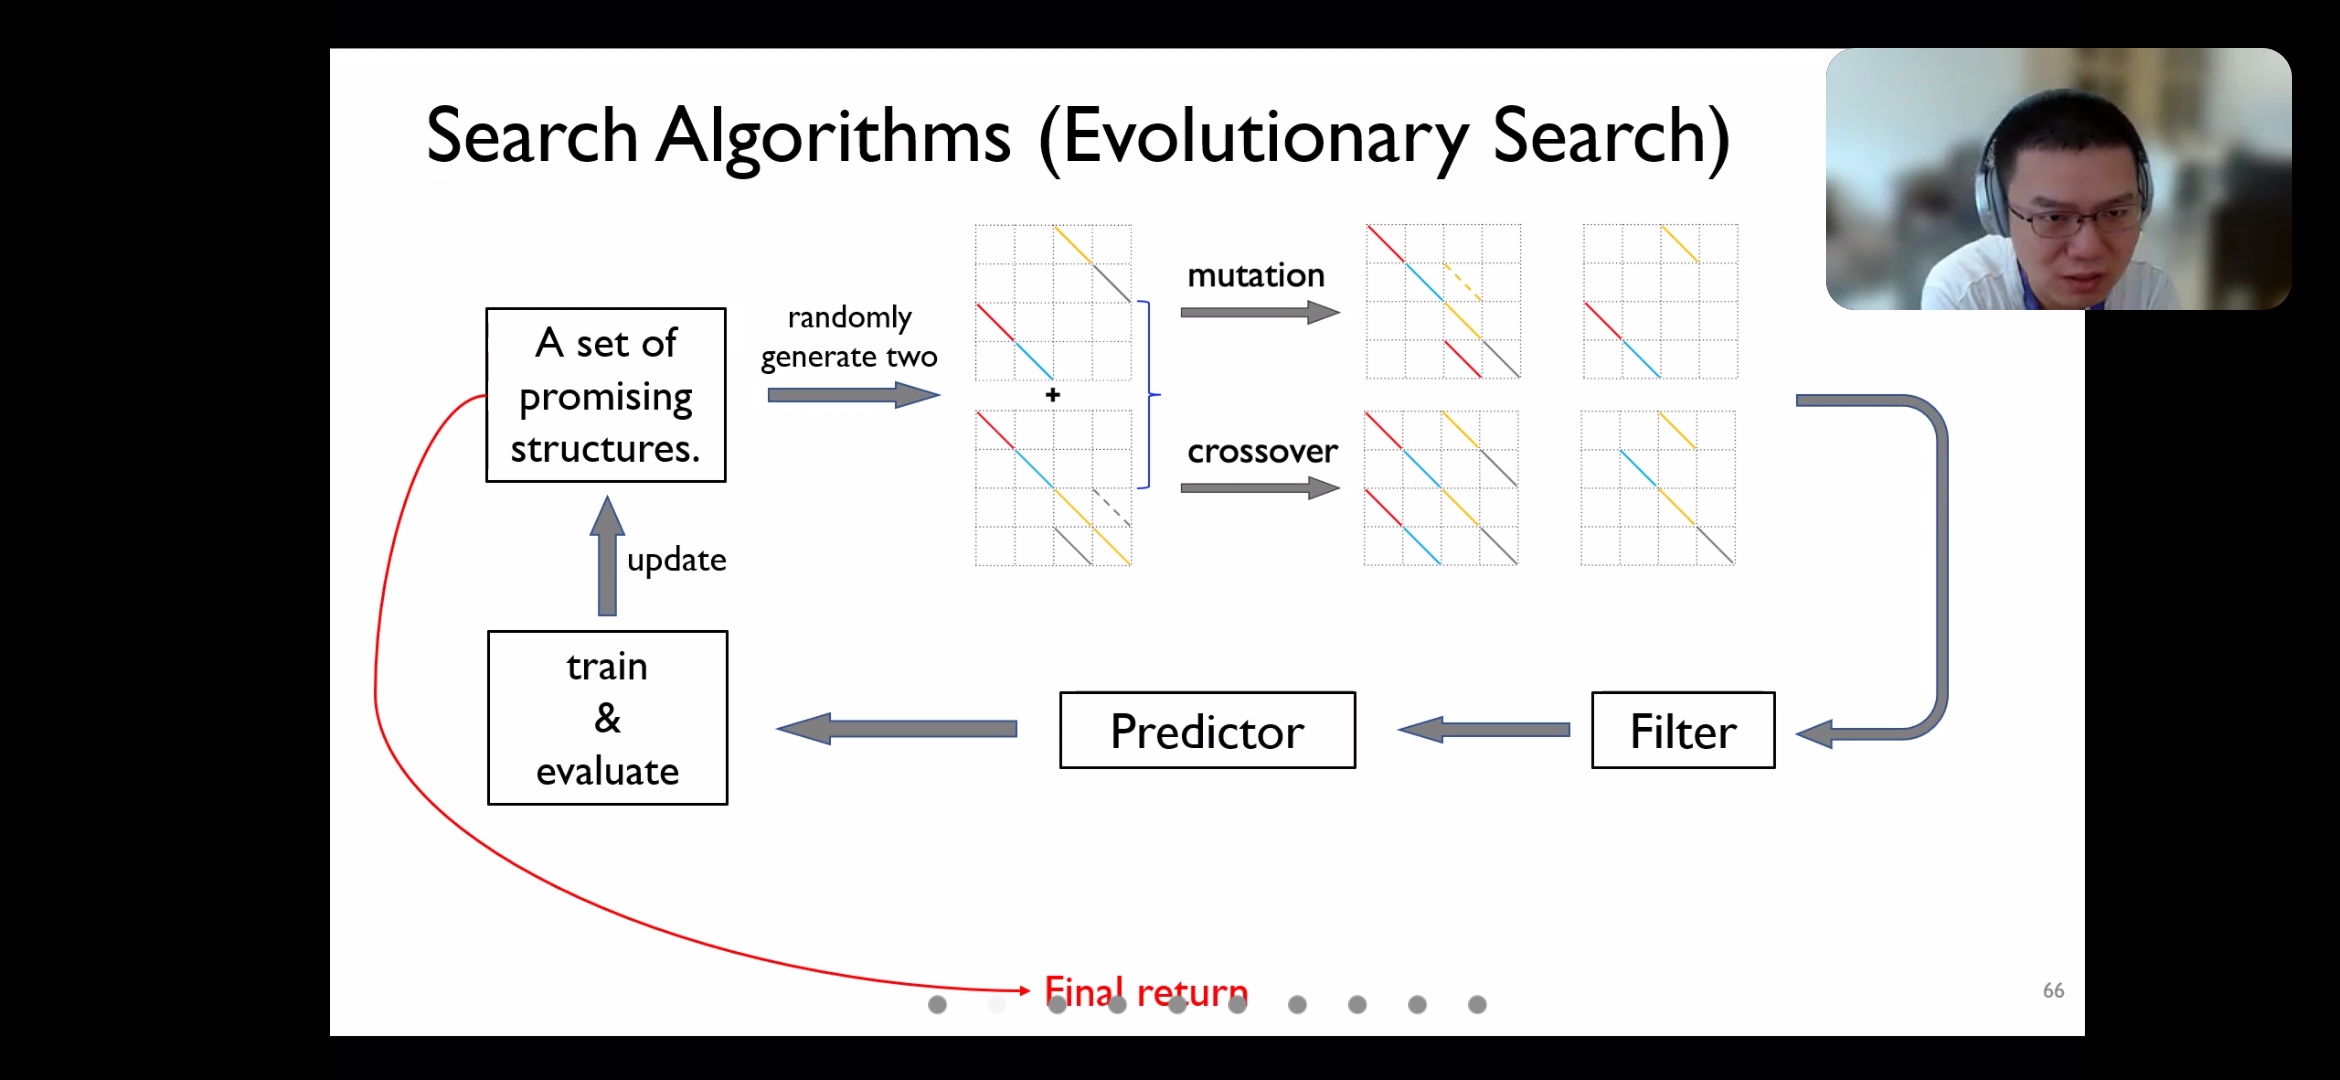 Search Algorithms (Evolutionary Search)
A set of
promising
structures.
randomly
generate two
+
mutation
crossover
update
train
&
evaluate
Predictor
Filter
Final return
66